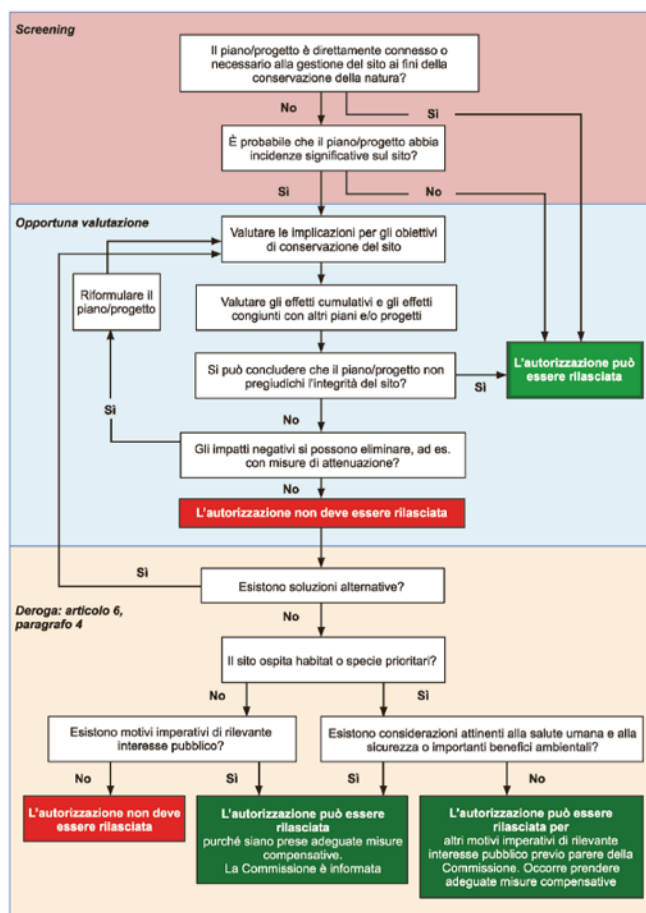 Screening
Il piano/progetto è direttamente connesso o
necessario alla gestione del sito ai fini della
conservazione della natura?
No
Sì
È probabile che il piano/progetto abbia
incidenze significative sul sito?
Sì
No
Opportuna valutazione
Valutare le implicazioni per gli obiettivi
di conservazione del sito
Riformulare il
piano/progetto
Valutare gli effetti cumulativi e gli effetti
congiunti con altri piani e/o progetti
Si può concludere che il piano/progetto non
pregiudichi l'integrità del sito?
Sì
L'autorizzazione può
essere rilasciata
Sì
No
Gli impatti negativi si possono eliminare, ad es.
con misure di attenuazione?
No
L'autorizzazione non deve essere rilasciata
Sì
Esistono soluzioni alternative?
Deroga: articolo 6,
paragrafo 4
No
Il sito ospita habitat o specie prioritari?
No
Sì
Esistono motivi imperativi di rilevante
interesse pubblico?
Esistono considerazioni attinenti alla salute umana e alla
sicurezza o importanti benefici ambientali?
No
Sì
Sì
No
L'autorizzazione non deve
essere rilasciata
L'autorizzazione può essere
rilasciata
purché siano prese adeguate misure
compensative.
La Commissione è informata
L'autorizzazione può essere
rilasciata per
altri motivi imperativi di rilevante
interesse pubblico previo parere della
Commissione. Occorre prendere
adeguate misure compensative